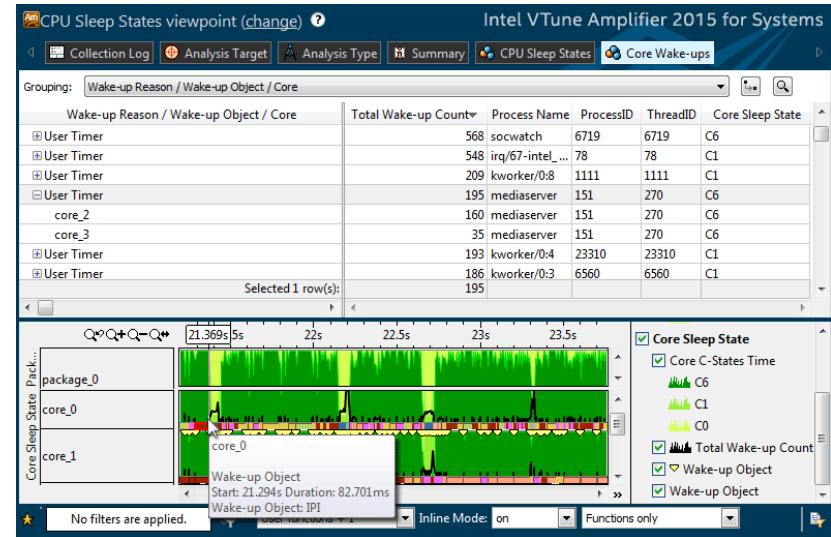 CPU Sleep States viewpoint (change) ? Intel VTune Amplifier 2015 for Systems
Collection Log Analysis Target Analysis Type Summary CPU Sleep States Core Wake-ups
Grouping: Wake-up Reason / Wake-up Object / Core
Wake-up Reason / Wake-up Object / Core Total Wake-up Count Process Name ProcessID ThreadID Core Sleep State
User Timer 568 socwatch 6719 6719 C6
User Timer 548 irq/67-intel_ ... 78 78 C1
User Timer 209 kworker/0:8 1111 1111 C1
User Timer 195 mediaserver 151 270 C6
core_2 160 mediaserver 151 270 C6
core_3 35 mediaserver 151 270 C6
User Timer 193 kworker/0:4 23310 23310 C1
User Timer 186 kworker/0:3 6560 6560 C1
Selected 1 row(s): 195
21.369s 5s 22s 22.5s 23s 23.5s
Pack...
package_0
Core Sleep State
core_0
core_1
core_0
Wake-up Object
Start: 21.294s Duration: 82.701ms
Wake-up Object: IPI
Core Sleep State
Core C-States Time
C6
C1
C0
Total Wake-up Count
Wake-up Object
Wake-up Object
No filters are applied. User functions + 1 Inline Mode: on Functions only